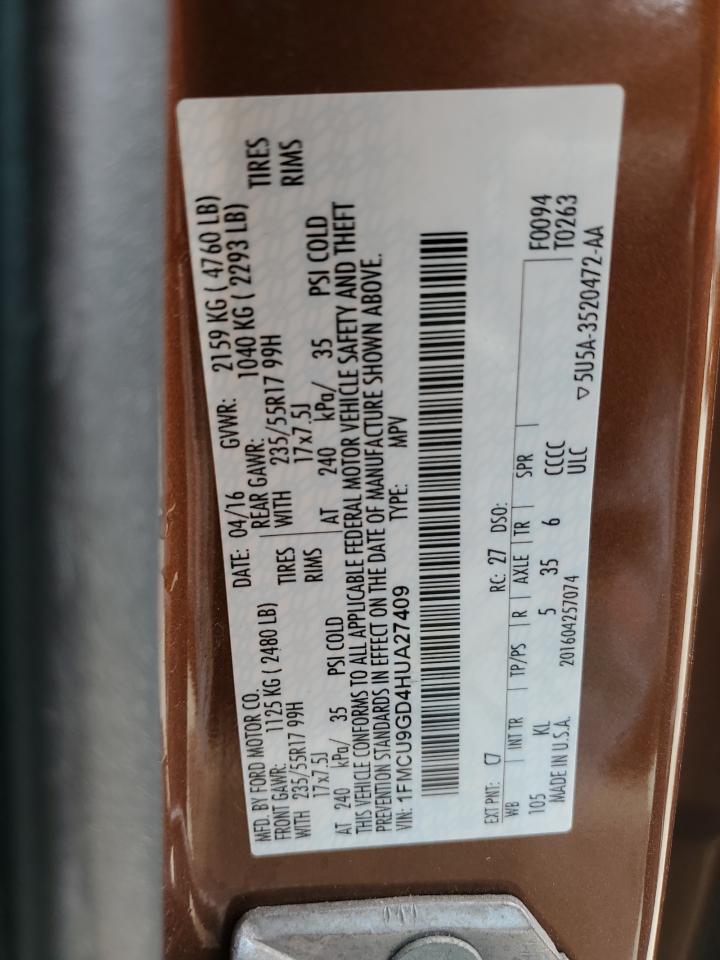 MFD. BY FORD MOTOR CO.
DATE: 04/16 GVWR: 2159 KG ( 4760 LB)
FRONT GAWR: 1125 KG ( 2480 LB) REAR GAWR: 1040 KG ( 2293 LB)
WITH 235/55R17 99H TIRES WITH 235/55R17 99H TIRES
17x7.5J RIMS 17x7.5J RIMS
AT 240 kPa/ 35 PSI COLD AT 240 kPa/ 35 PSI COLD
THIS VEHICLE CONFORMS TO ALL APPLICABLE FEDERAL MOTOR VEHICLE SAFETY AND THEFT
PREVENTION STANDARDS IN EFFECT ON THE DATE OF MANUFACTURE SHOWN ABOVE.
VIN: 1FMCU9GD4HUA27409 TYPE: MPV
EXT PNT: C7 RC: 27 DSO: F0094
WB INT TR TP/PS R AXLE TR SPR T0263
105 KL 5 35 6 CCCC
MADE IN U.S.A. 201604257074 ULC
▽ 5U5A-3520472-AA